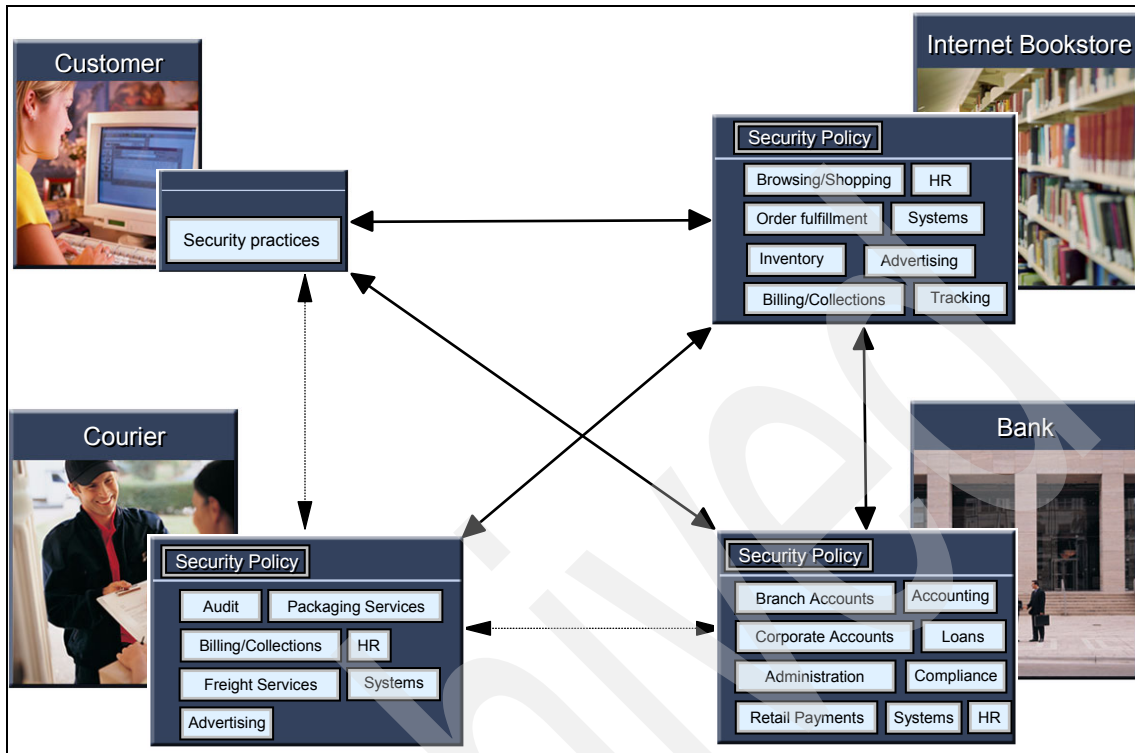 Customer
Security practices
Internet Bookstore
Security Policy
Browsing/Shopping HR
Order fulfillment Systems
Inventory Advertising
Billing/Collections Tracking
Courier
Security Policy
Audit Packaging Services
Billing/Collections HR
Freight Services Systems
Advertising
Bank
Security Policy
Branch Accounts Accounting
Corporate Accounts Loans
Administration Compliance
Retail Payments Systems HR